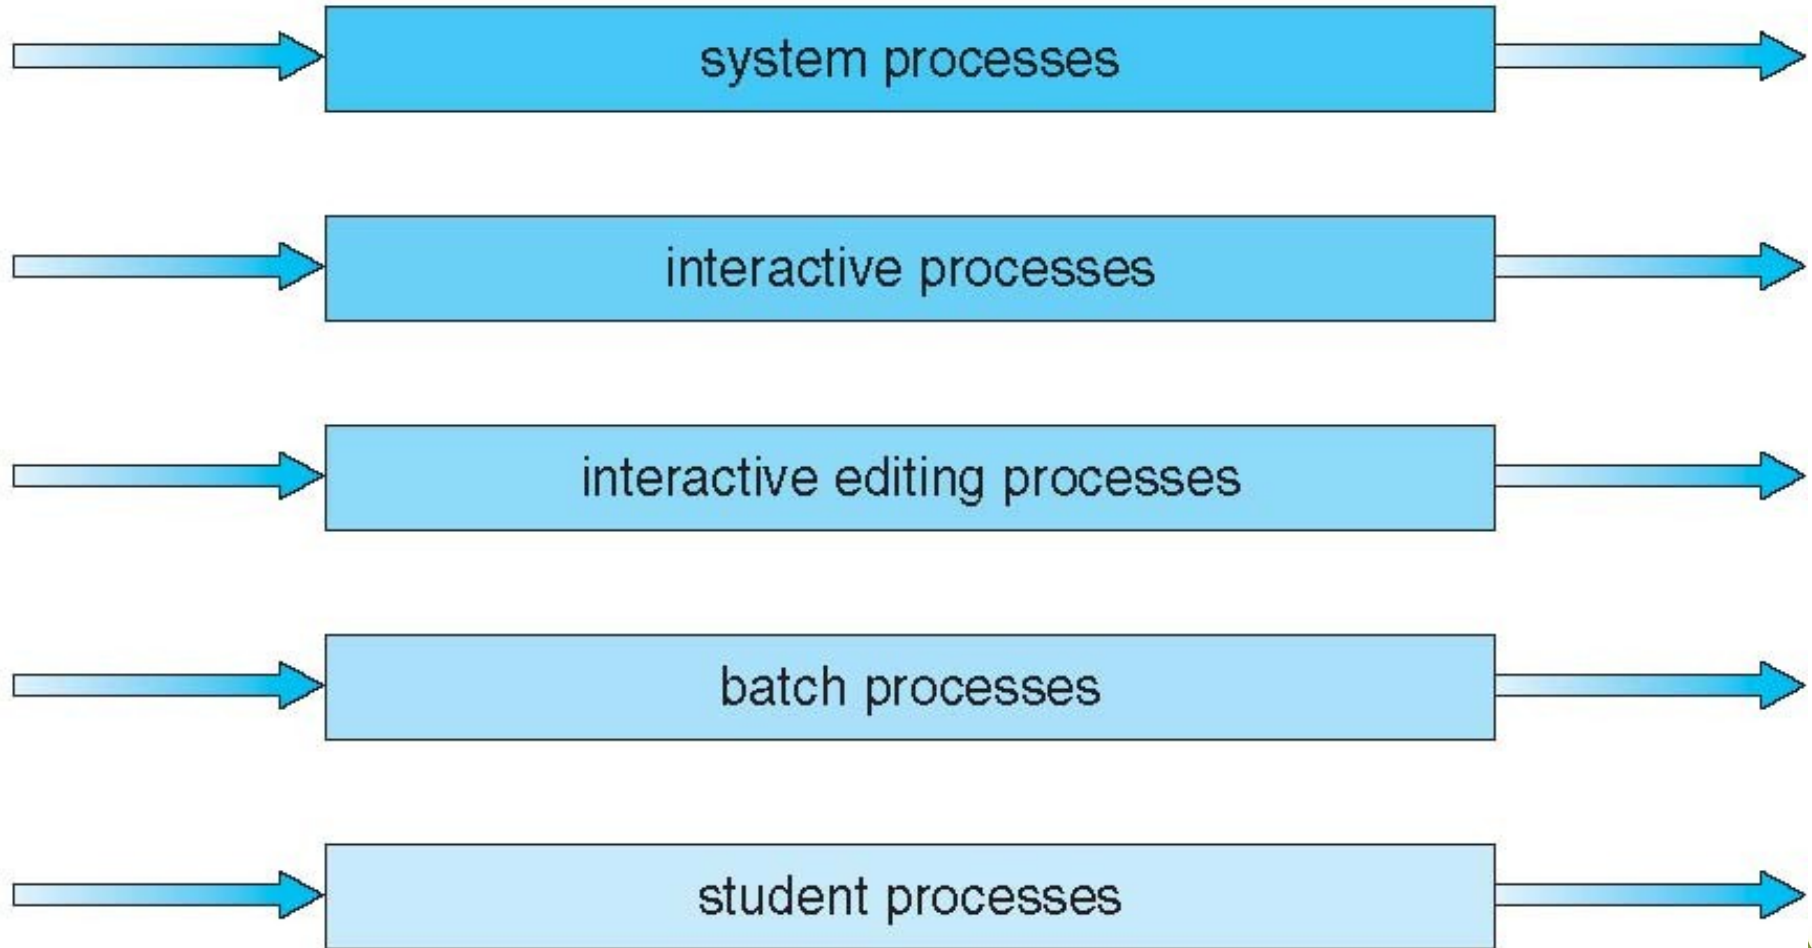 system processes
interactive processes
interactive editing processes
batch processes
student processes